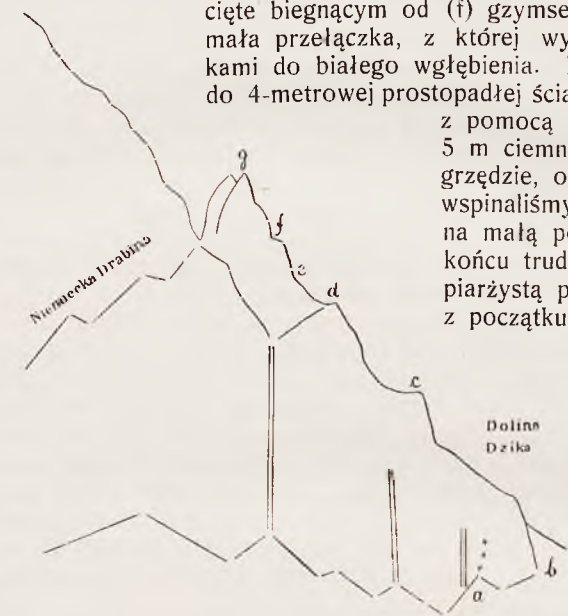 cięte biegnącym od (f) gzymse
mała przełączka, z której wy
kami do białego wgłębienia.
do 4-metrowej prostopadłej ścia
z pomocą
5 m ciemn
grzędzie, o
wspinaliśmy
na małą p
końcu trud
piarżystą p
z początku
g
f
e
d
Niemiecka Drabina
c
Dolina
Dzika
b
a